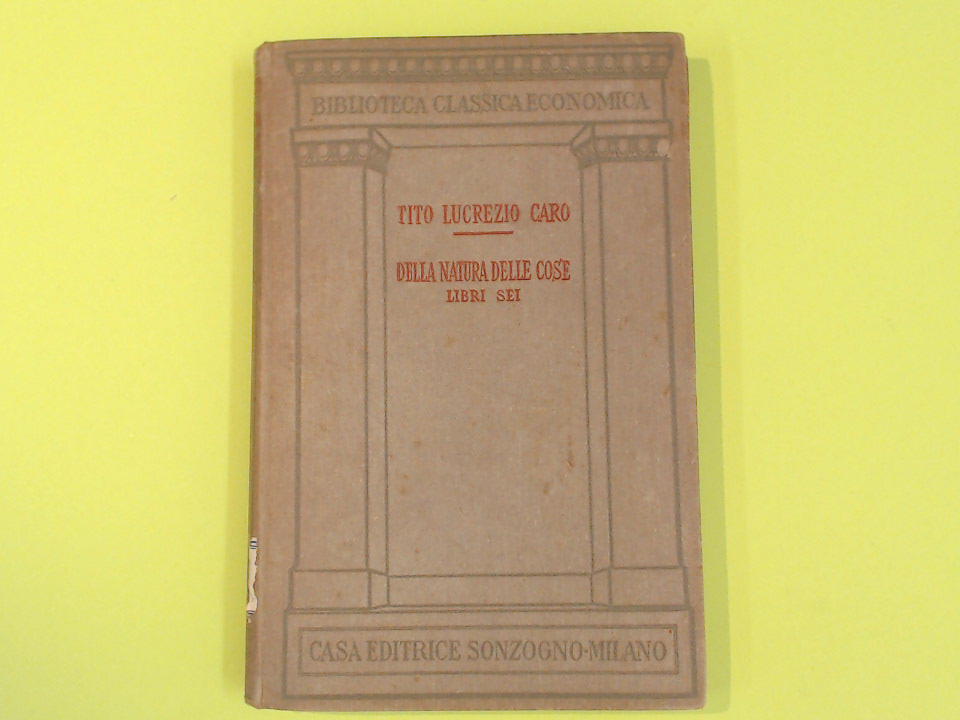 BIBLIOTECA CLASSICA ECONOMICA
TITO LUCREZIO CARO
DELLA NATURA DELLE COSE
LIBRI SEI
CASA EDITRICE SONZOGNO-MILANO